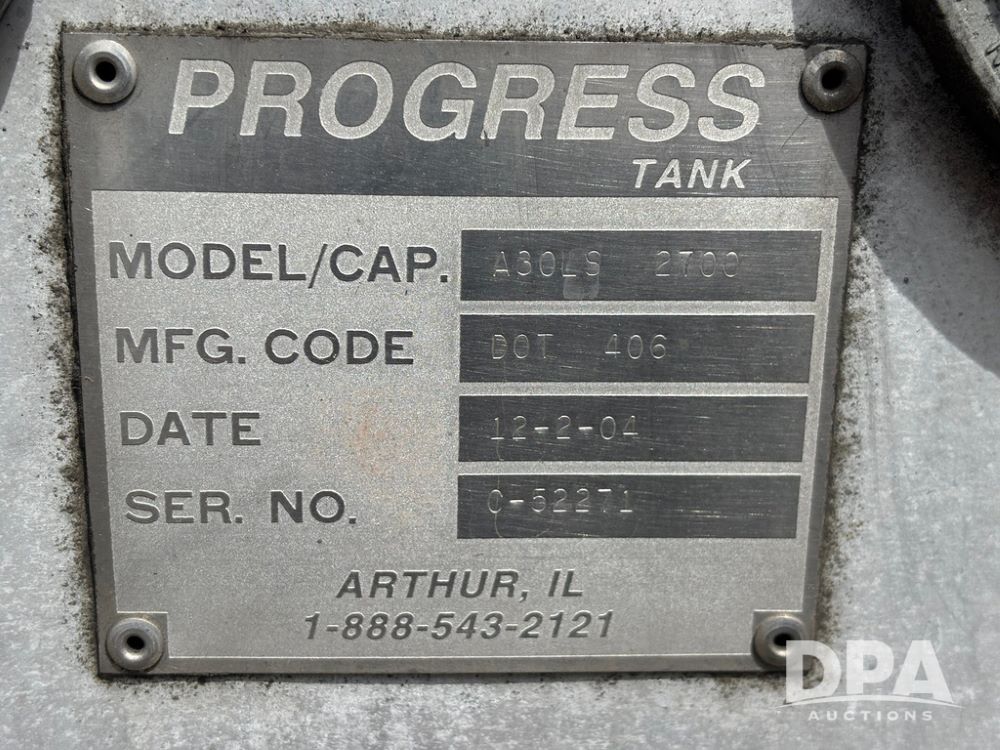 PROGRESS
TANK
MODEL/CAP. A30LS 2700
MFG. CODE DOT 406
DATE 12-2-04
SER. NO. C-52271
ARTHUR, IL
1-888-543-2121
DPA
AUCTIONS